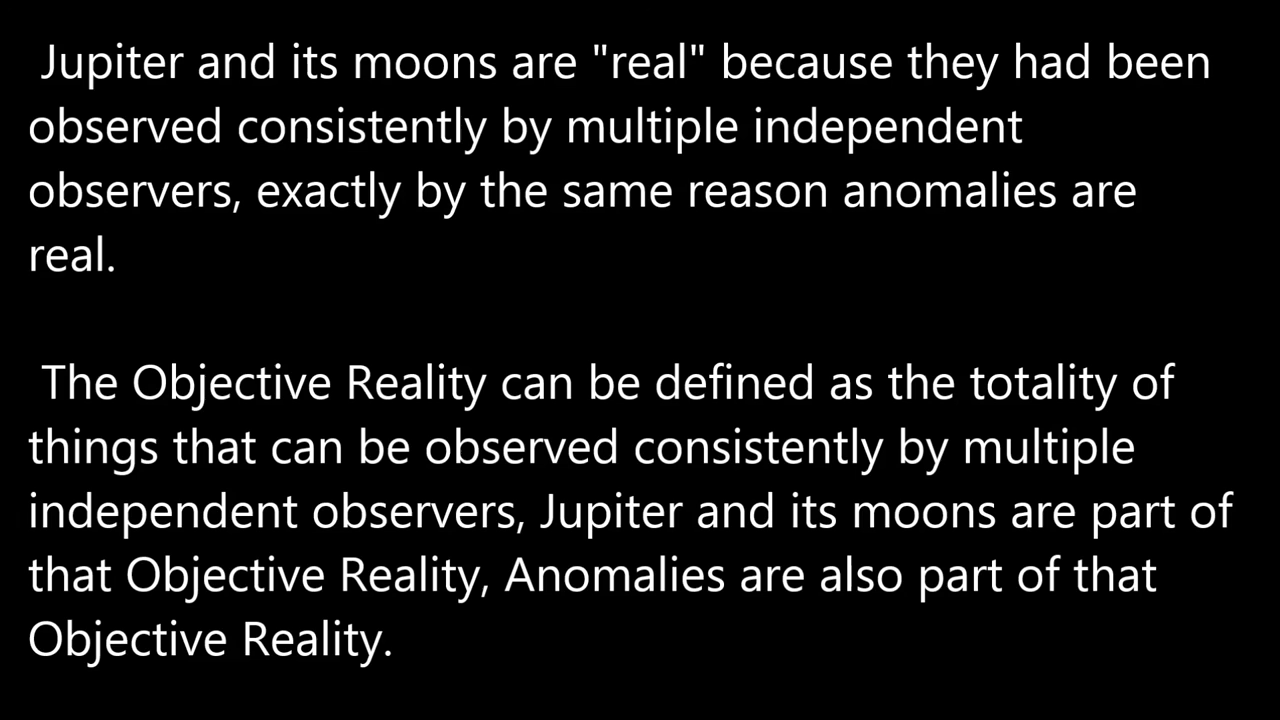 Jupiter and its moons are "real" because they had been
observed consistently by multiple independent
observers, exactly by the same reason anomalies are
real.
The Objective Reality can be defined as the totality of
things that can be observed consistently by multiple
independent observers, Jupiter and its moons are part of
that Objective Reality, Anomalies are also part of that
Objective Reality.